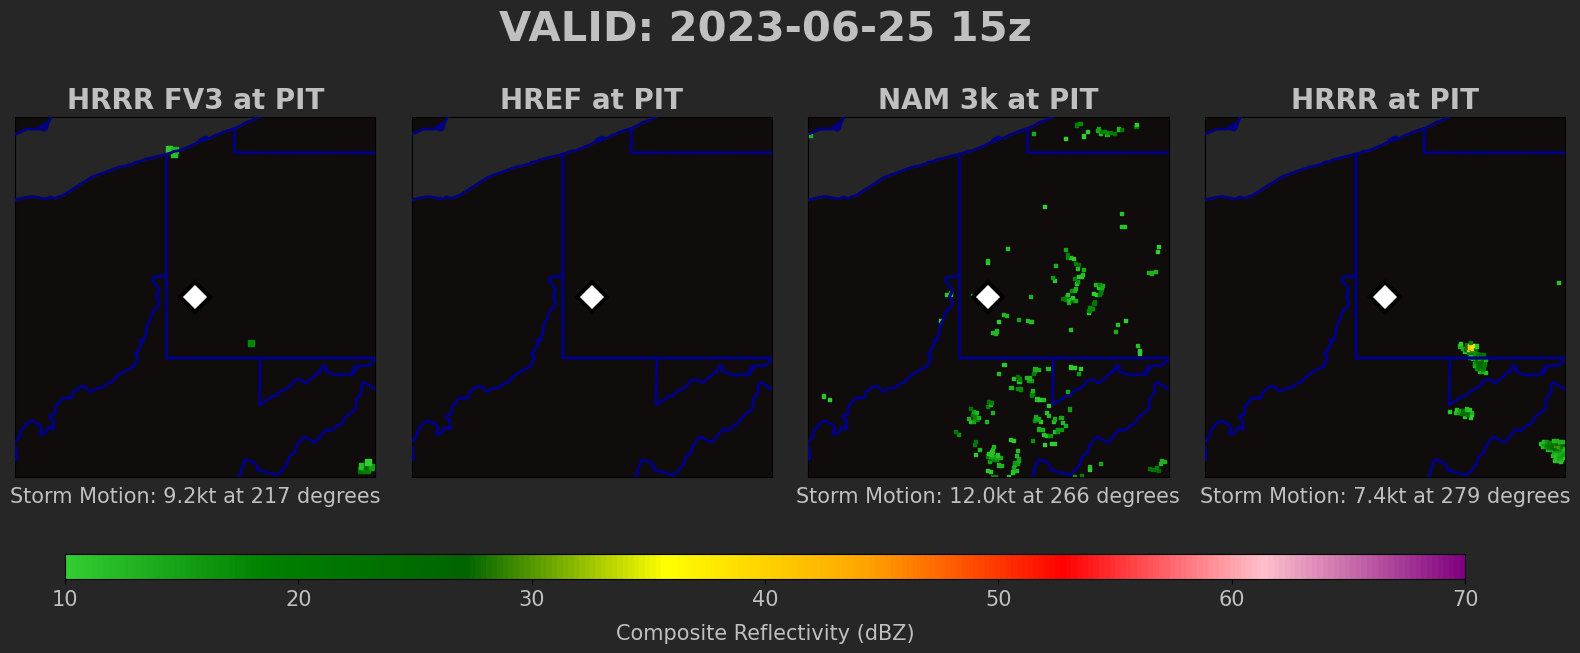 VALID: 2023-06-25 15z
HRRR FV3 at PIT
HREF at PIT
NAM 3k at PIT
HRRR at PIT
Storm Motion: 9.2kt at 217 degrees
Storm Motion: 12.0kt at 266 degrees
Storm Motion: 7.4kt at 279 degrees
10 20 30 40 50 60 70
Composite Reflectivity (dBZ)